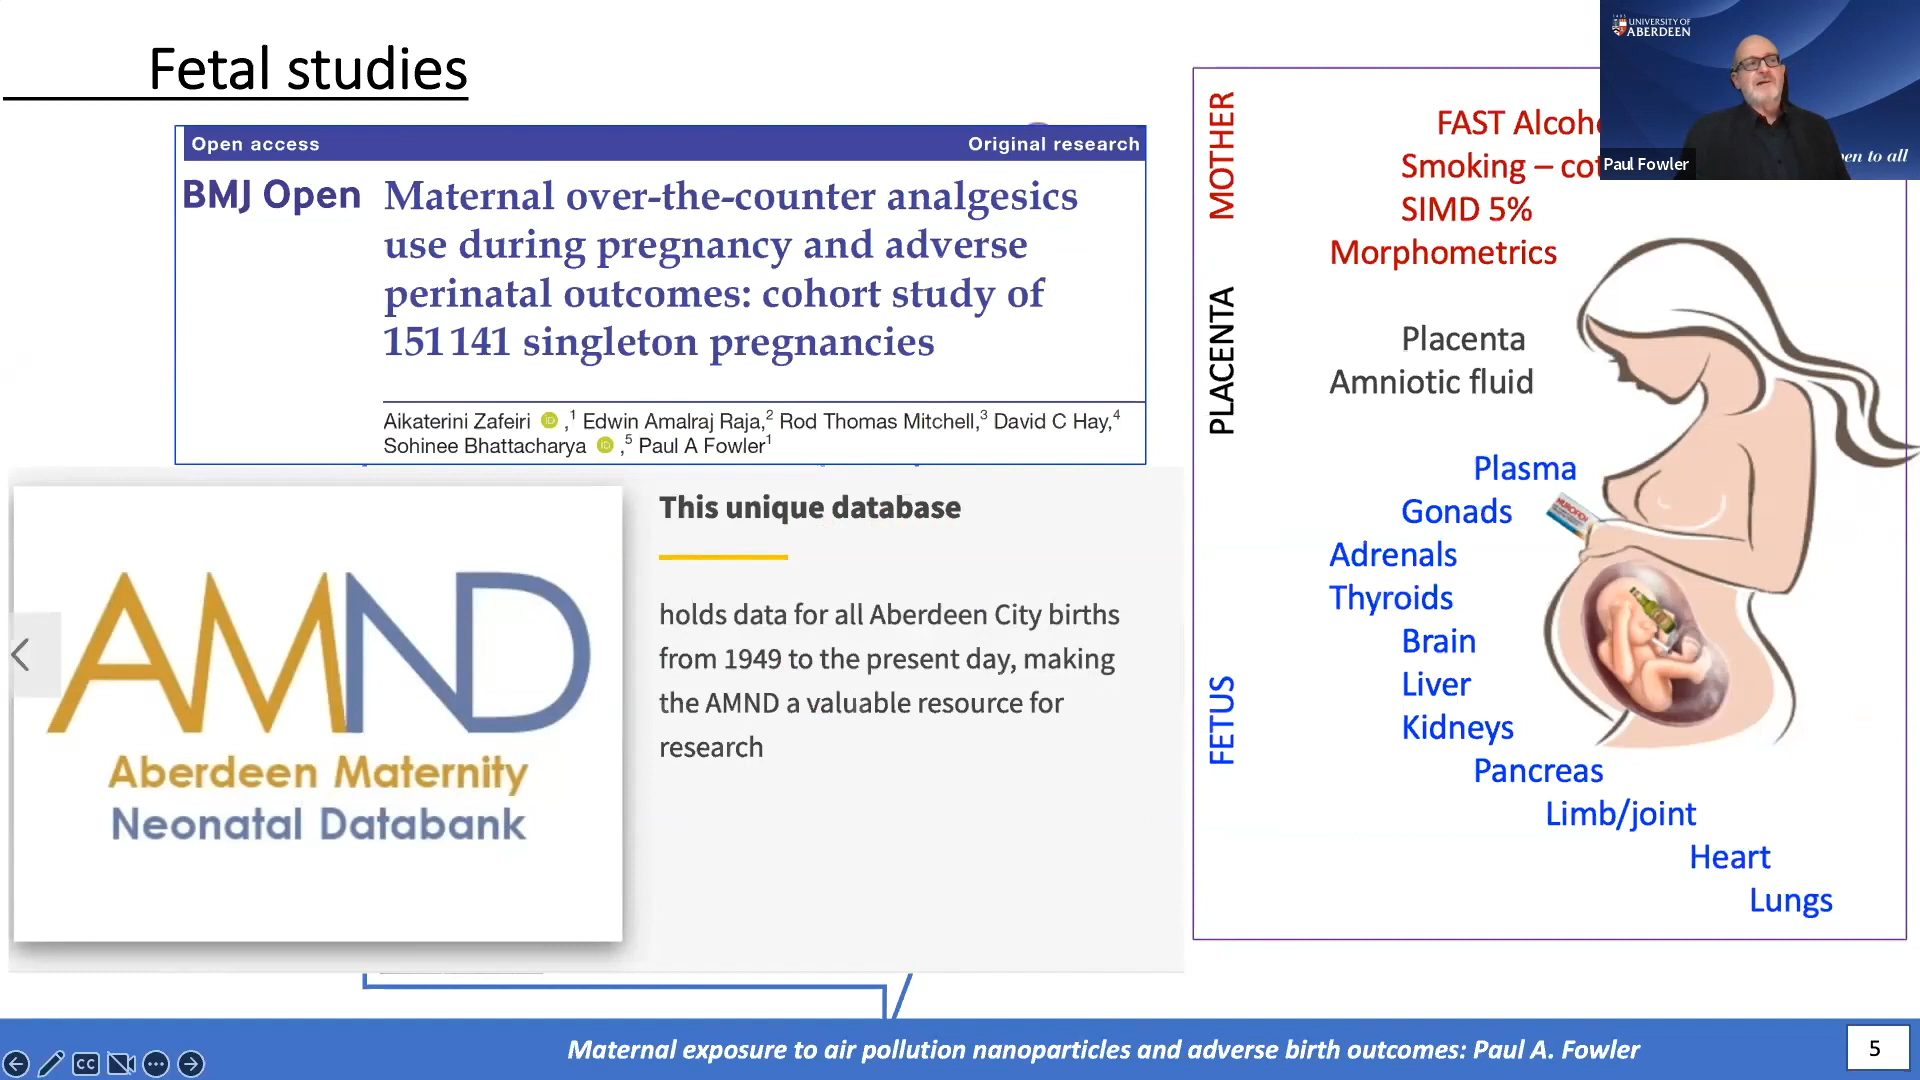 Fetal studies
Open access
Original research
BMJ Open
Maternal over-the-counter analgesics
use during pregnancy and adverse
perinatal outcomes: cohort study of
151 141 singleton pregnancies
Aikaterini Zafeiri iD ,1 Edwin Amalraj Raja,2 Rod Thomas Mitchell,3 David C Hay,4
Sohinee Bhattacharya iD ,5 Paul A Fowler1
AMND
Aberdeen Maternity
Neonatal Databank
This unique database
holds data for all Aberdeen City births
from 1949 to the present day, making
the AMND a valuable resource for
research
MOTHER
FAST
Smoking –
SIMD 5%
Morphometrics
PLACENTA
Placenta
Amniotic fluid
FETUS
Plasma
Gonads
Adrenals
Thyroids
Brain
Liver
Kidneys
Pancreas
Limb/joint
Heart
Lungs
NUROFEN
UNIVERSITY OF
ABERDEEN
to all
Paul Fowler
Maternal exposure to air pollution nanoparticles and adverse birth outcomes: Paul A. Fowler
5
CC